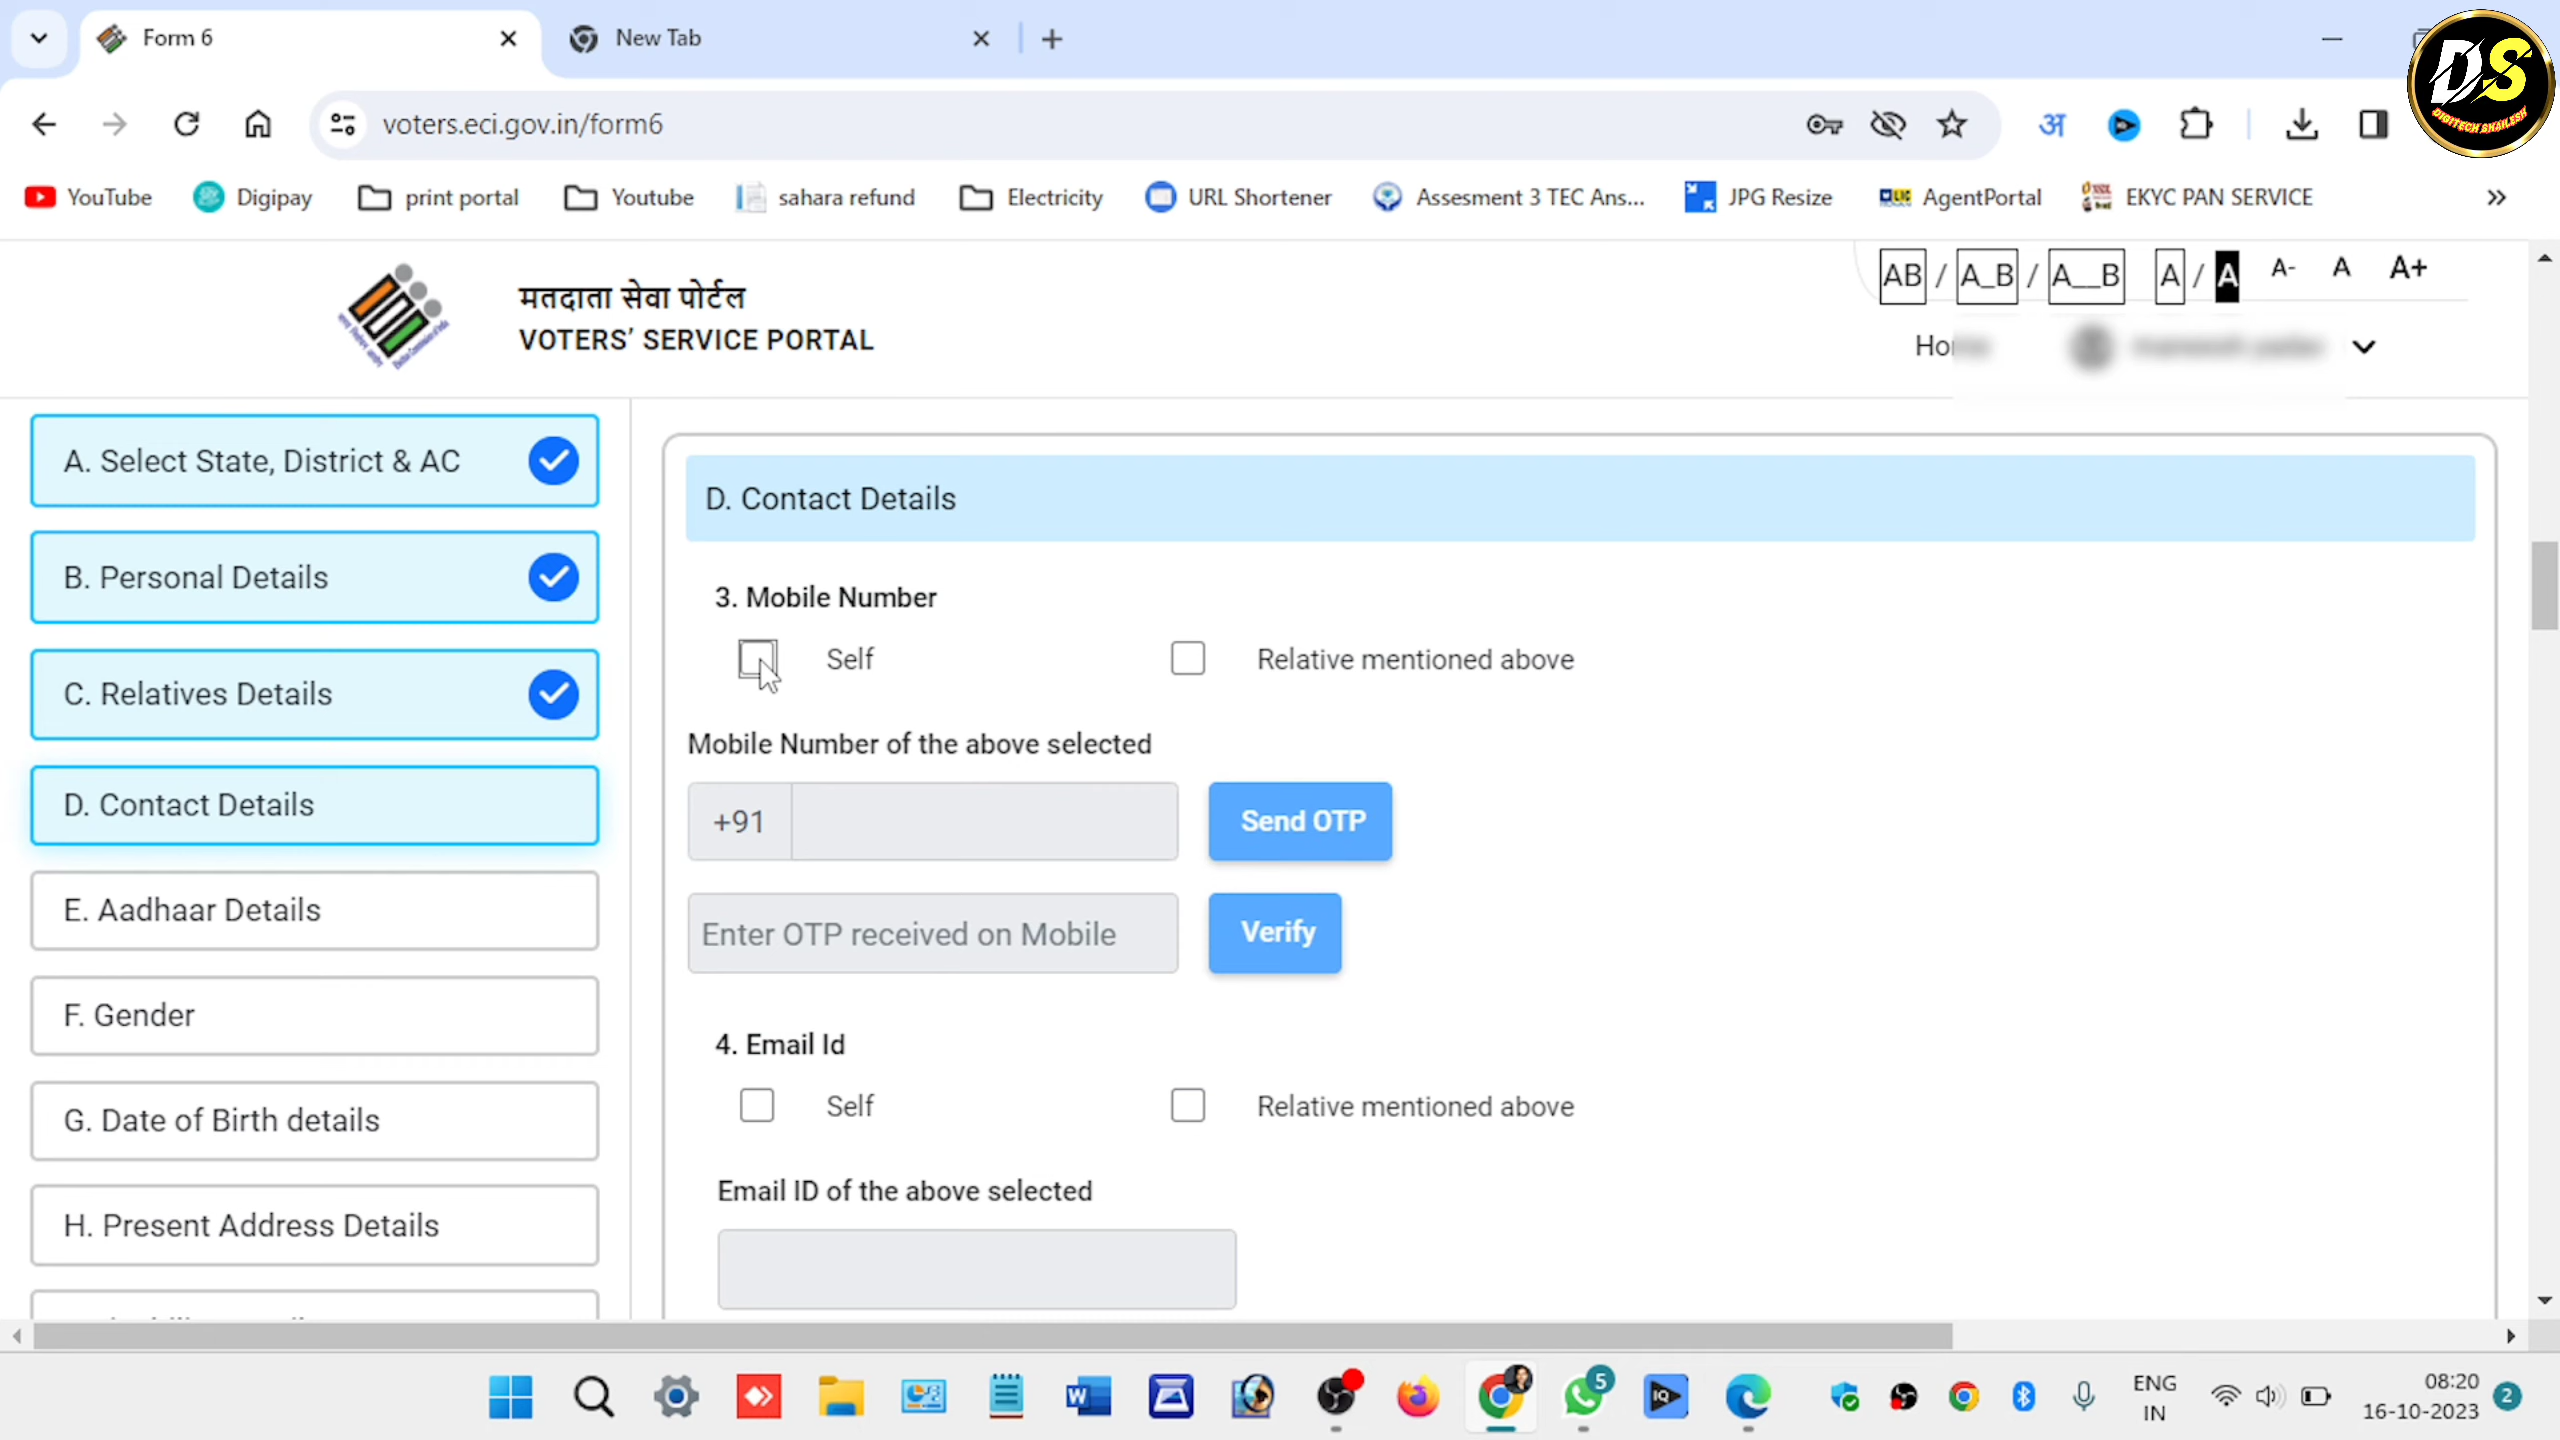 Form 6
New Tab
voters.eci.gov.in/form6
अ
DS
DIGITECH SHAILESH
YouTube
Digipay
print portal
Youtube
sahara refund
Electricity
URL Shortener
Assesment 3 TEC Ans...
JPG Resize
AgentPortal
EKYC PAN SERVICE
मतदाता सेवा पोर्टल
VOTERS’ SERVICE PORTAL
AB / A_B / A__B A / A A- A A+
A. Select State, District & AC
B. Personal Details
C. Relatives Details
D. Contact Details
E. Aadhaar Details
F. Gender
G. Date of Birth details
H. Present Address Details
D. Contact Details
3. Mobile Number
Self
Relative mentioned above
Mobile Number of the above selected
+91
Send OTP
Enter OTP received on Mobile
Verify
4. Email Id
Self
Relative mentioned above
Email ID of the above selected
5
ENG
IN
08:20
16-10-2023
2